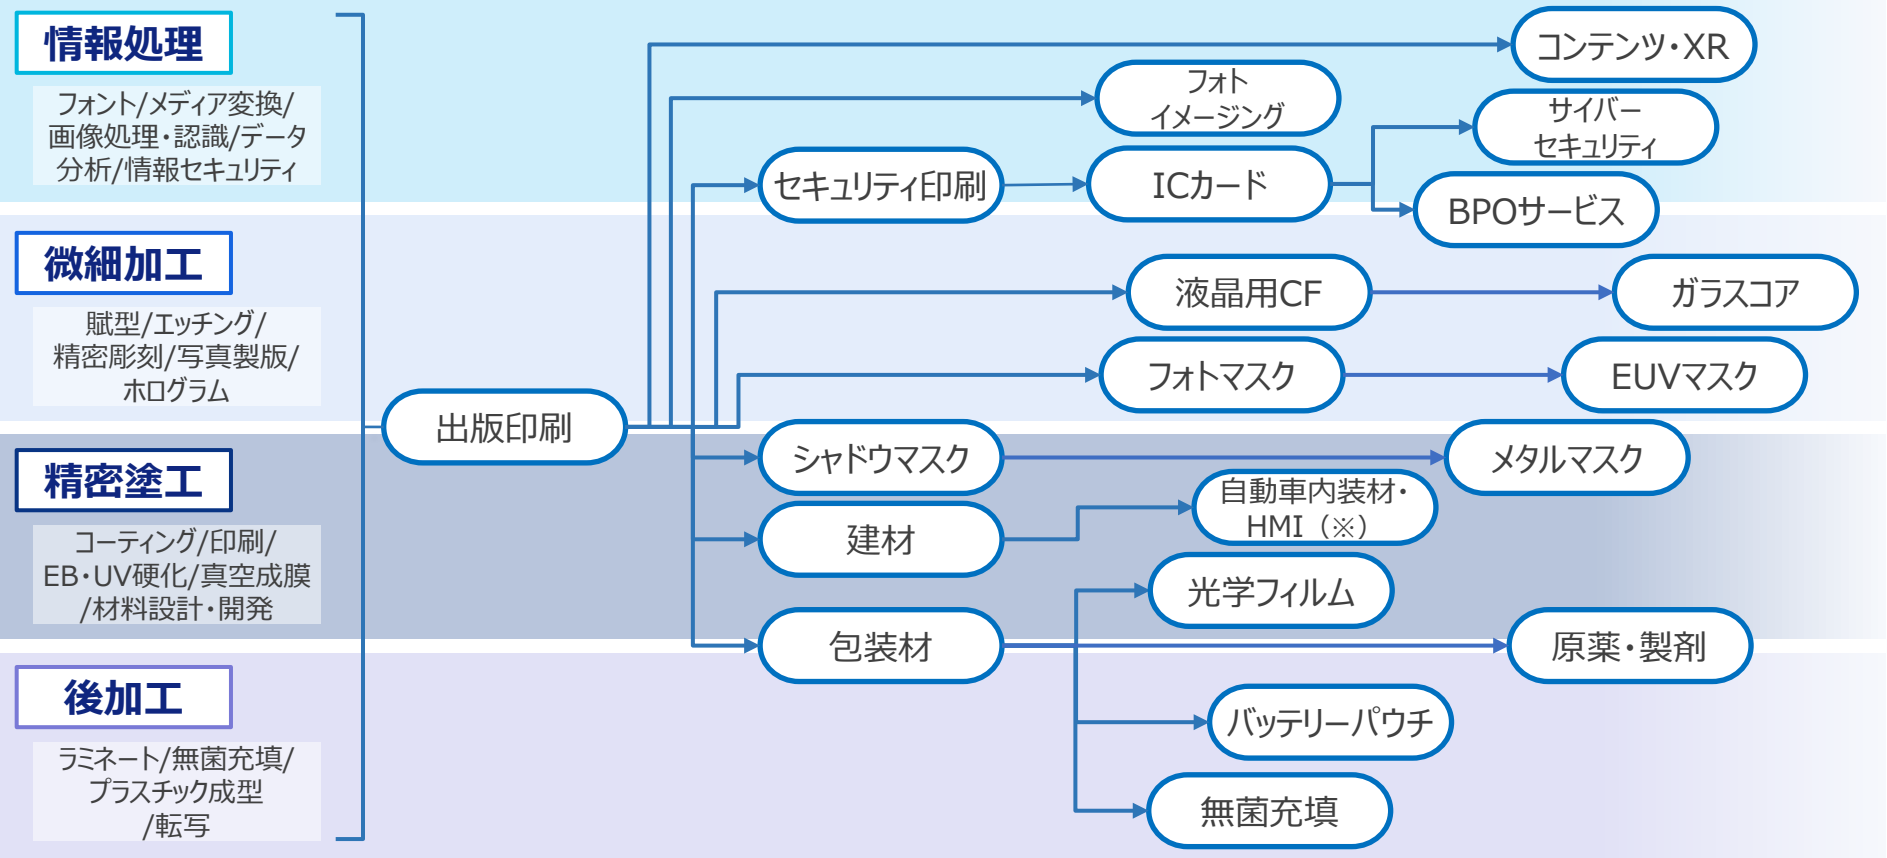 情報処理
フォント/メディア変換/
画像処理・認識/データ
分析/情報セキュリティ
微細加工
賦型/エッチング/
精密彫刻/写真製版/
ホログラム
精密塗工
コーティング/印刷/
EB・UV硬化/真空成膜
/材料設計・開発
後加工
ラミネート/無菌充填/
プラスチック成型
/転写
出版印刷
コンテンツ・XR
フォト
イメージング
サイバー
セキュリティ
セキュリティ印刷
ICカード
BPOサービス
液晶用CF
ガラスコア
フォトマスク
EUVマスク
シャドウマスク
メタルマスク
建材
自動車内装材・
HMI（※）
光学フィルム
包装材
原薬・製剤
バッテリーパウチ
無菌充填